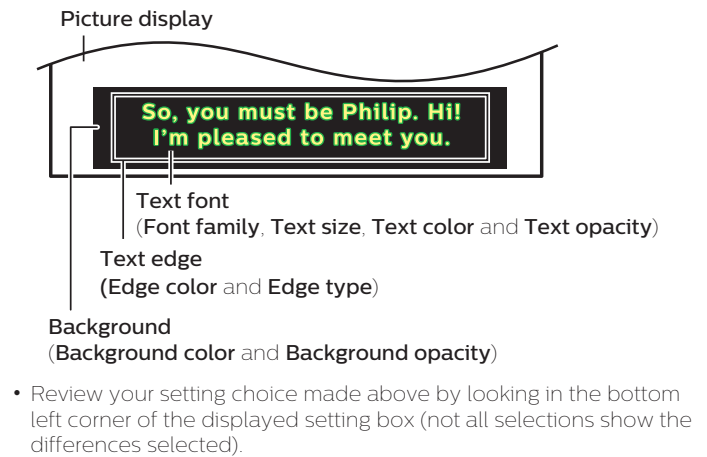 Picture display
So, you must be Philip. Hi!
I'm pleased to meet you.
Text font
(Font family, Text size, Text color and Text opacity)
Text edge
(Edge color and Edge type)
Background
(Background color and Background opacity)
• Review your setting choice made above by looking in the bottom
left corner of the displayed setting box (not all selections show the
differences selected).